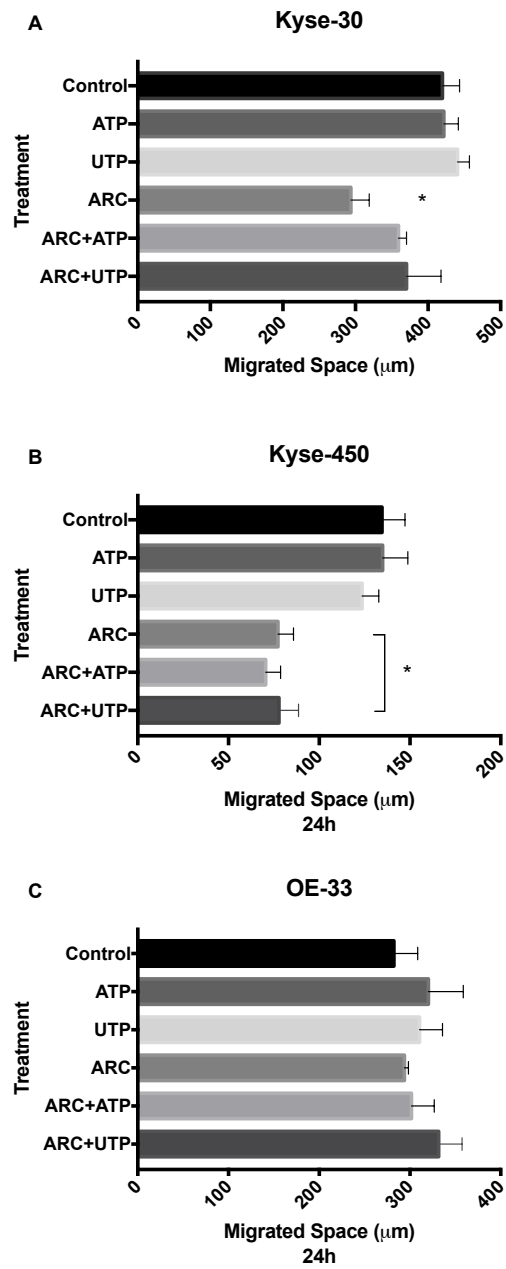 A
Kyse-30
Treatment
Control
ATP
UTP
ARC
*
ARC+ATP
ARC+UTP
0 100 200 300 400 500
Migrated Space (μm)
B
Kyse-450
Treatment
Control
ATP
UTP
ARC
ARC+ATP
*
ARC+UTP
0 50 100 150 200
Migrated Space (μm)
24h
C
OE-33
Treatment
Control
ATP
UTP
ARC
ARC+ATP
ARC+UTP
0 100 200 300 400
Migrated Space (μm)
24h